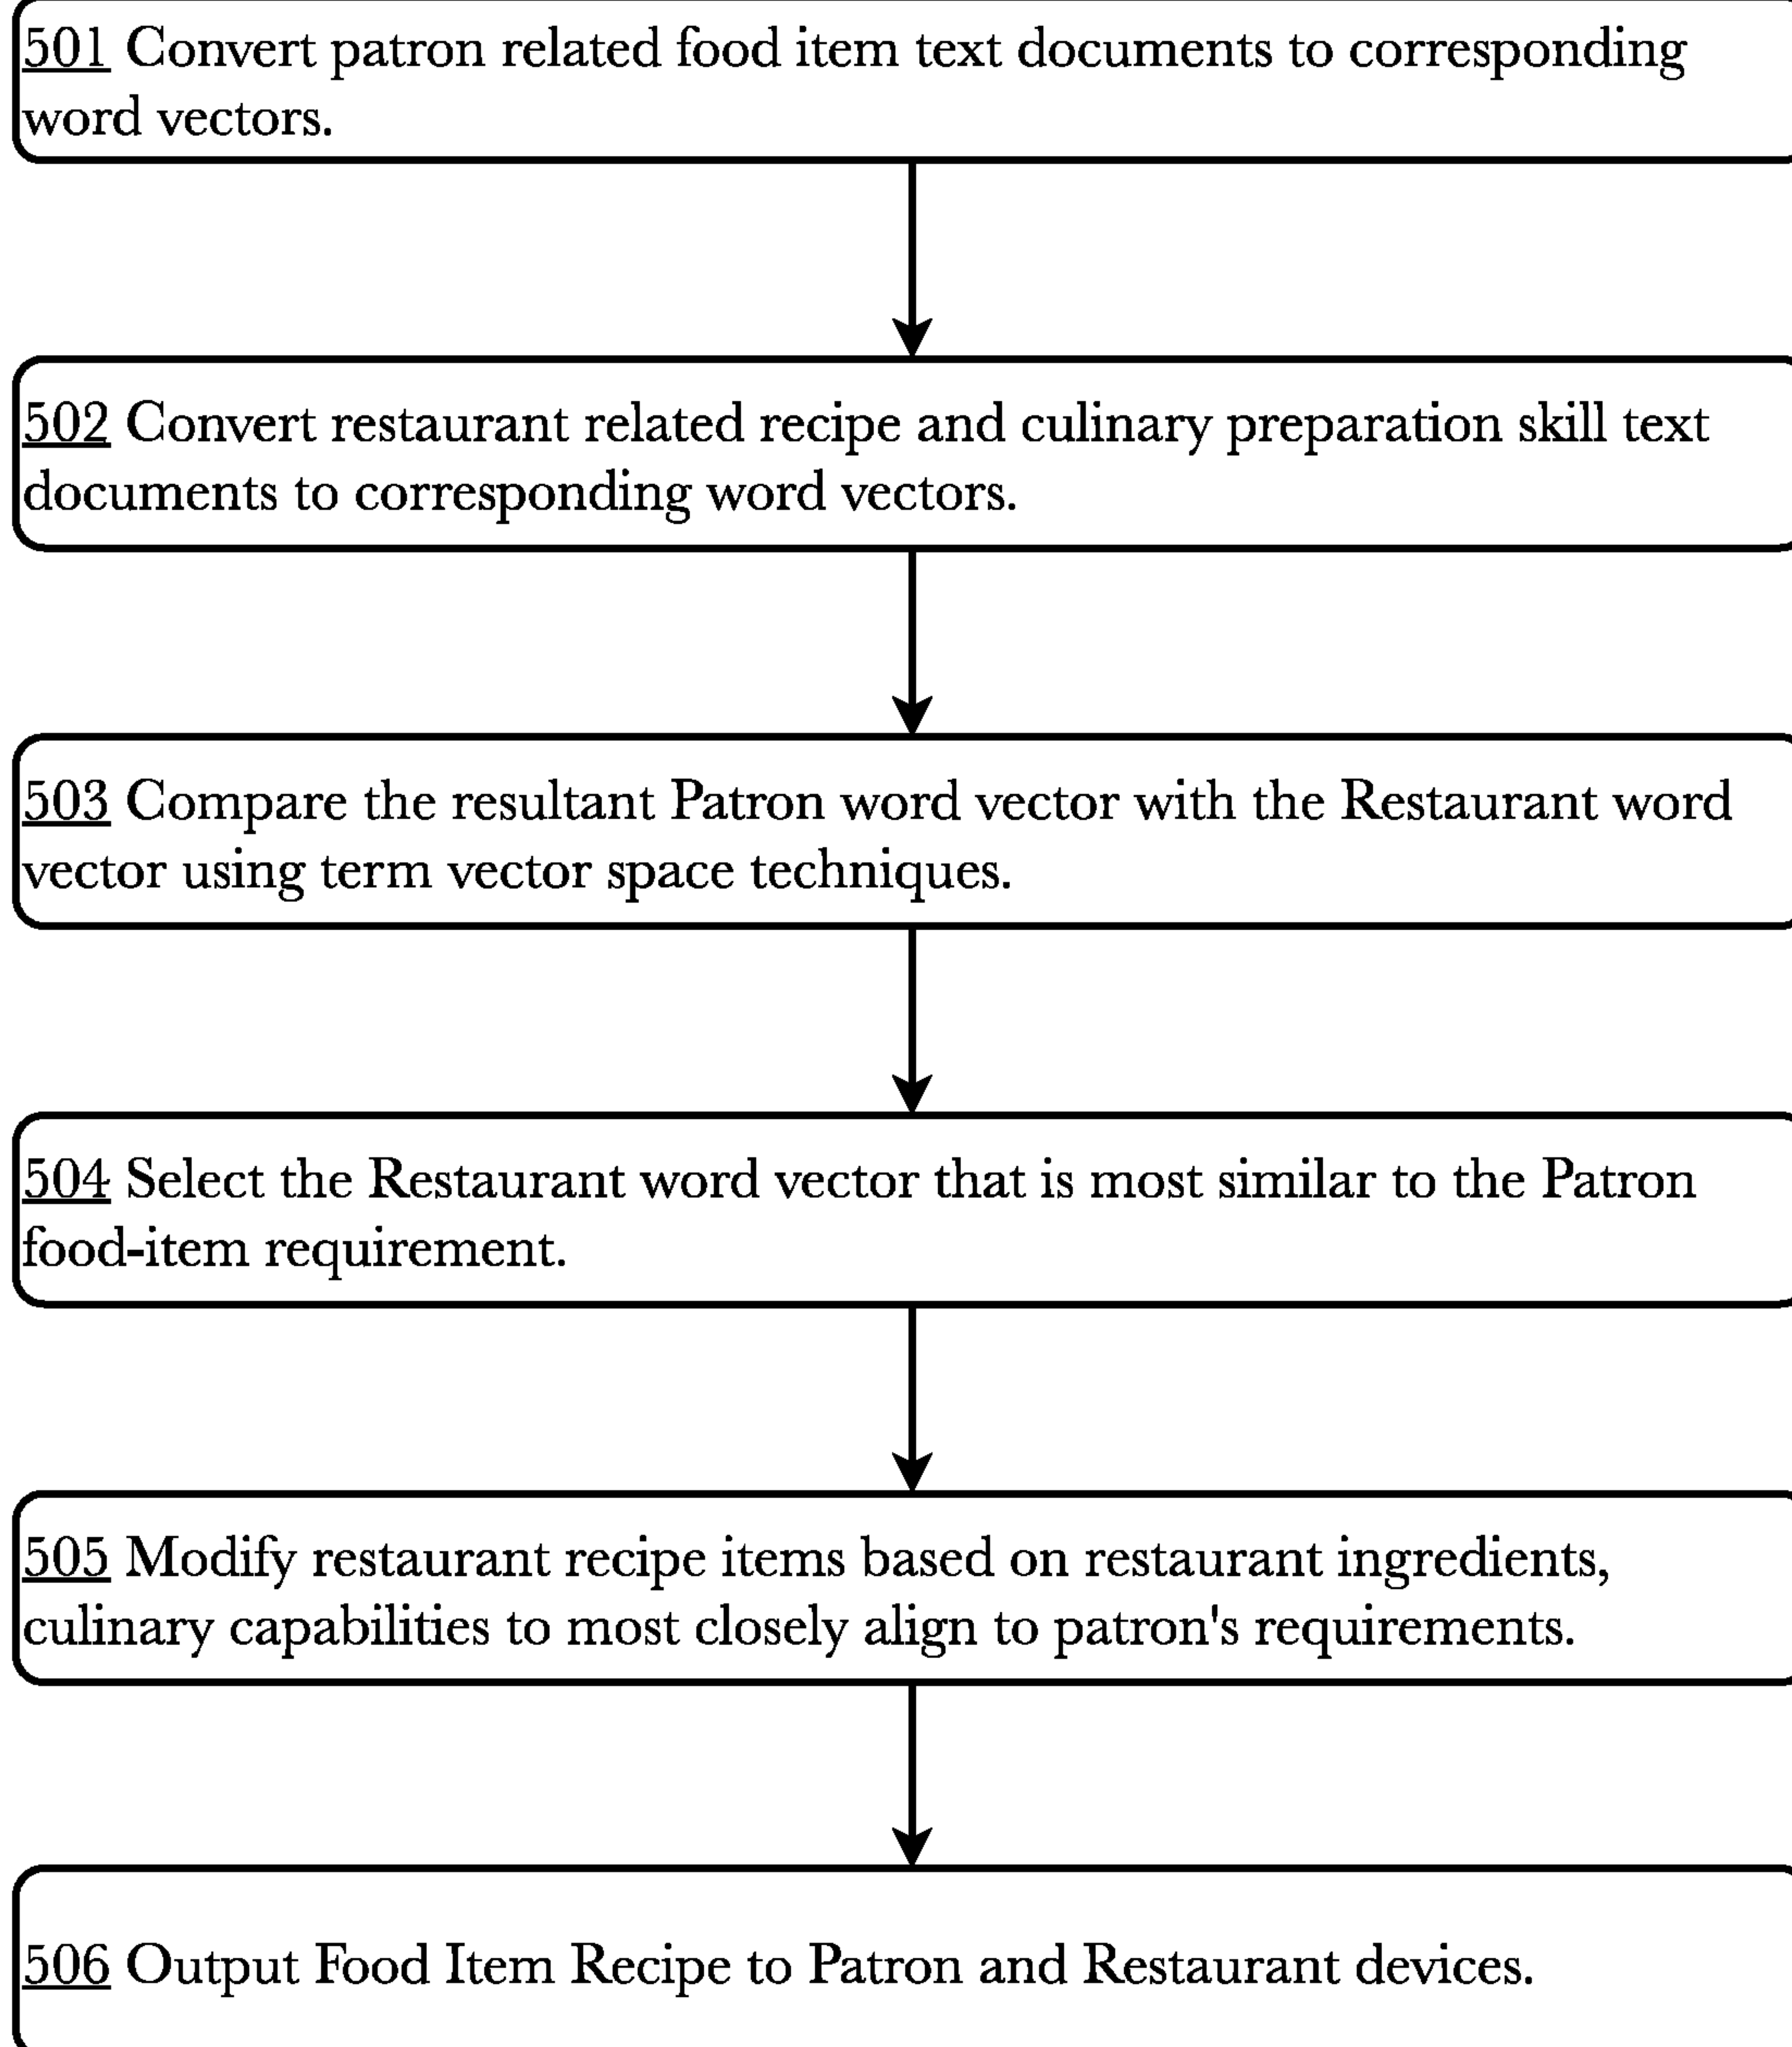 501 Convert patron related food item text documents to corresponding
word vectors.
502 Convert restaurant related recipe and culinary preparation skill text
documents to corresponding word vectors.
503 Compare the resultant Patron word vector with the Restaurant word
vector using term vector space techniques.
504 Select the Restaurant word vector that is most similar to the Patron
food-item requirement.
505 Modify restaurant recipe items based on restaurant ingredients,
culinary capabilities to most closely align to patron's requirements.
506 Output Food Item Recipe to Patron and Restaurant devices.